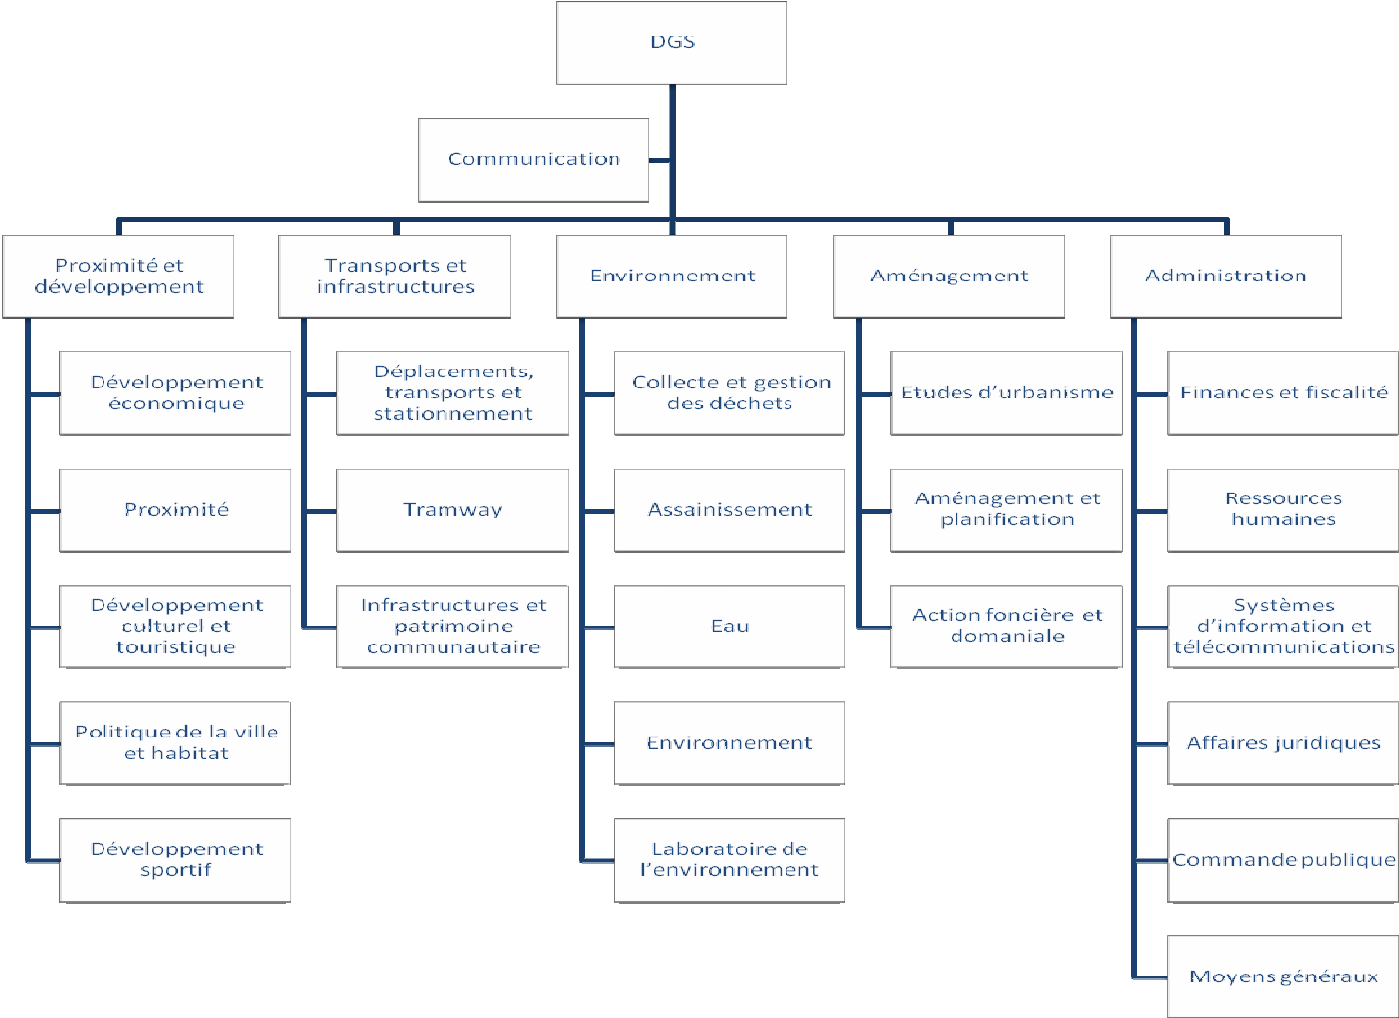 DGS
Communication
Proximité et
développement
Transports et
infrastructures
Environnement
Aménagement
Administration
Développement
économique
Proximité
Développement
culturel et
touristique
Politique de la ville
et habitat
Développement
sportif
Déplacements,
transports et
stationnement
Tramway
Infrastructures et
patrimoine
communautaire
Collecte et gestion
des déchets
Assainissement
Eau
Environnement
Laboratoire de
l’environnement
Etudes d’urbanisme
Aménagement et
planification
Action foncière et
domaniale
Finances et fiscalité
Ressources
humaines
Systèmes
d’information et
télécommunications
Affaires juridiques
Commande publique
Moyens généraux